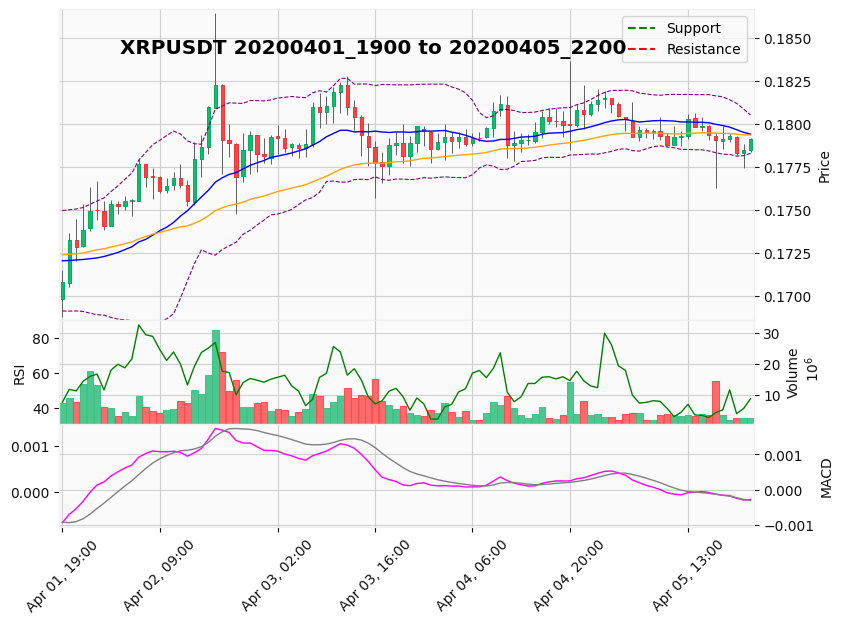 XRPUSDT 20200401_1900 to 20200405_2200
Support
Resistance
0.1850
0.1825
0.1800
0.1775
0.1750
0.1725
0.1700
Price
80
60
40
RSI
30
20
10
Volume
10^6
0.001
0.000
0.001
0.000
−0.001
MACD
Apr 01, 19:00
Apr 02, 09:00
Apr 03, 02:00
Apr 03, 16:00
Apr 04, 06:00
Apr 04, 20:00
Apr 05, 13:00